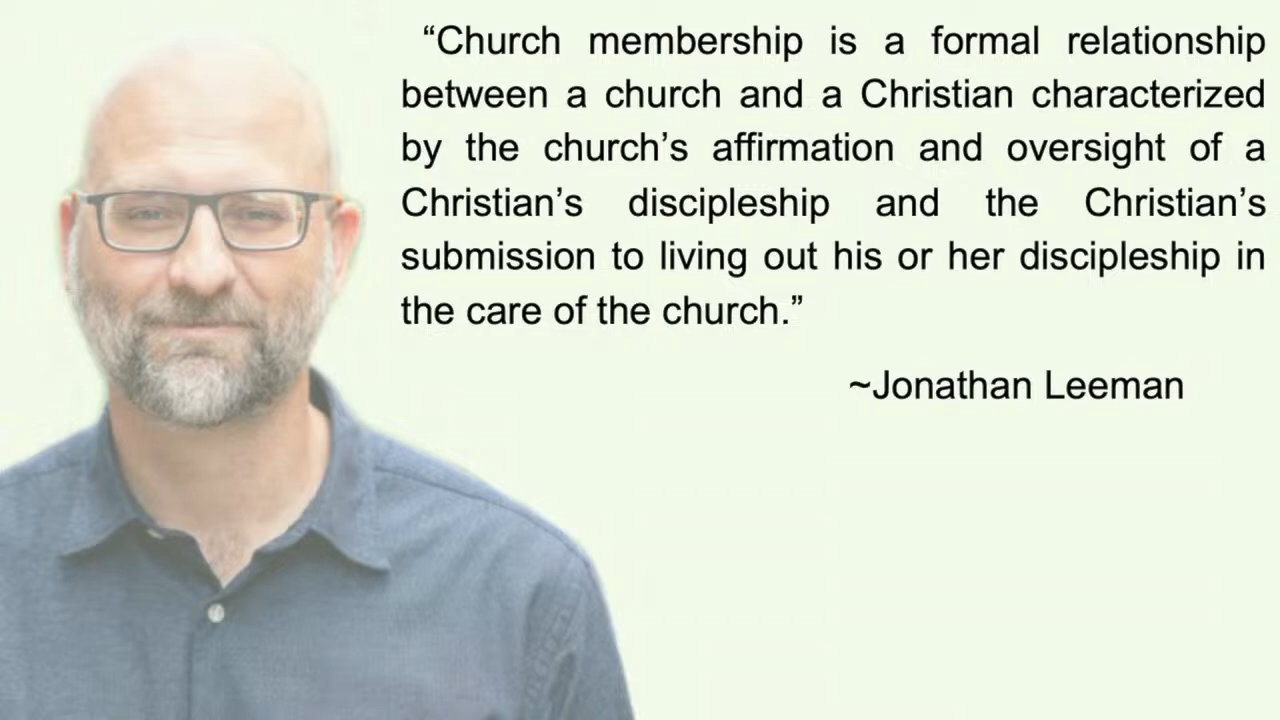 “Church membership is a formal relationship
between a church and a Christian characterized
by the church’s affirmation and oversight of a
Christian’s discipleship and the Christian’s
submission to living out his or her discipleship in
the care of the church.”
~Jonathan Leeman